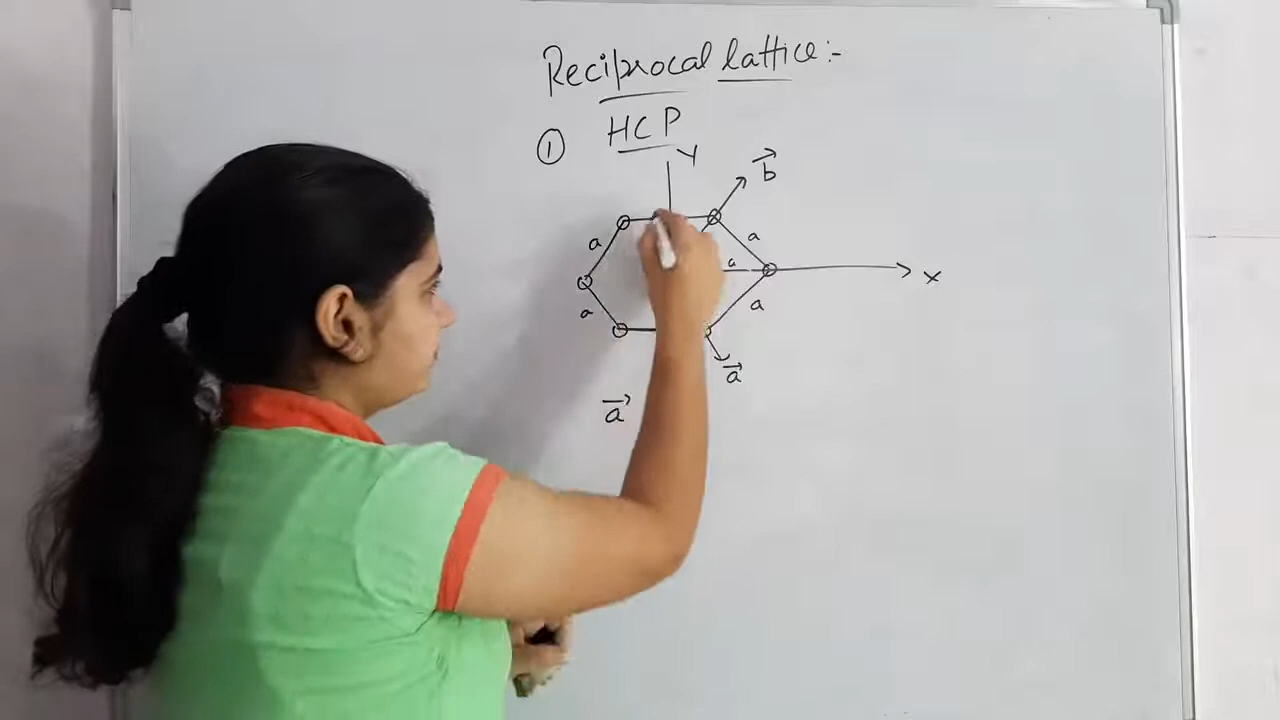 Reciprocal lattice :-
① HCP
y
b⃗
a
a
a
x
a
a
a⃗
a⃗